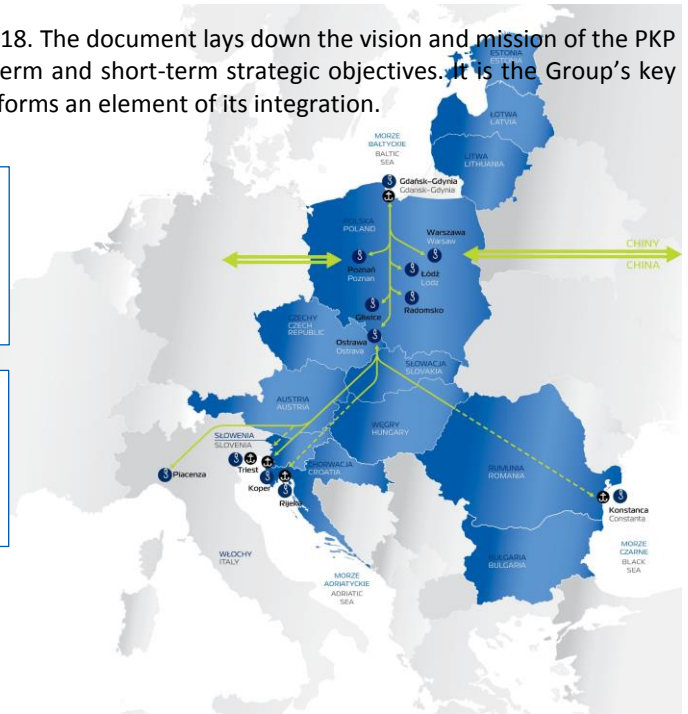 18. The document lays down the vision and mission of the PKP
erm and short-term strategic objectives. It is the Group's key
forms an element of its integration.
ESTONIA
ESTONIA
ŁOTWA
LATVIA
LITWA
LITHUANIA
MORZE
BAŁTYCKIE
BALTIC
SEA
Gdańsk-Gdynia
Gdansk-Gdynia
POLSKA
POLAND
Warszawa
Warsaw
CHINY
CHINA
Poznań
Poznan
Łódź
Lodz
Radomsko
Gliwice
CZECHY
CZECH
REPUBLIC
Ostrawa
Ostrava
SŁOWACJA
SLOVAKIA
AUSTRIA
AUSTRIA
WĘGRY
HUNGARY
SŁOWENIA
SLOVENIA
Triest
Koper
Rijeka
CHORWACJA
CROATIA
Piacenza
RUMUNIA
ROMANIA
Konstanca
Constanta
WŁOCHY
ITALY
MORZE
ADRIATYCKIE
ADRIATIC
SEA
BUŁGARIA
BULGARIA
MORZE
CZARNE
BLACK
SEA